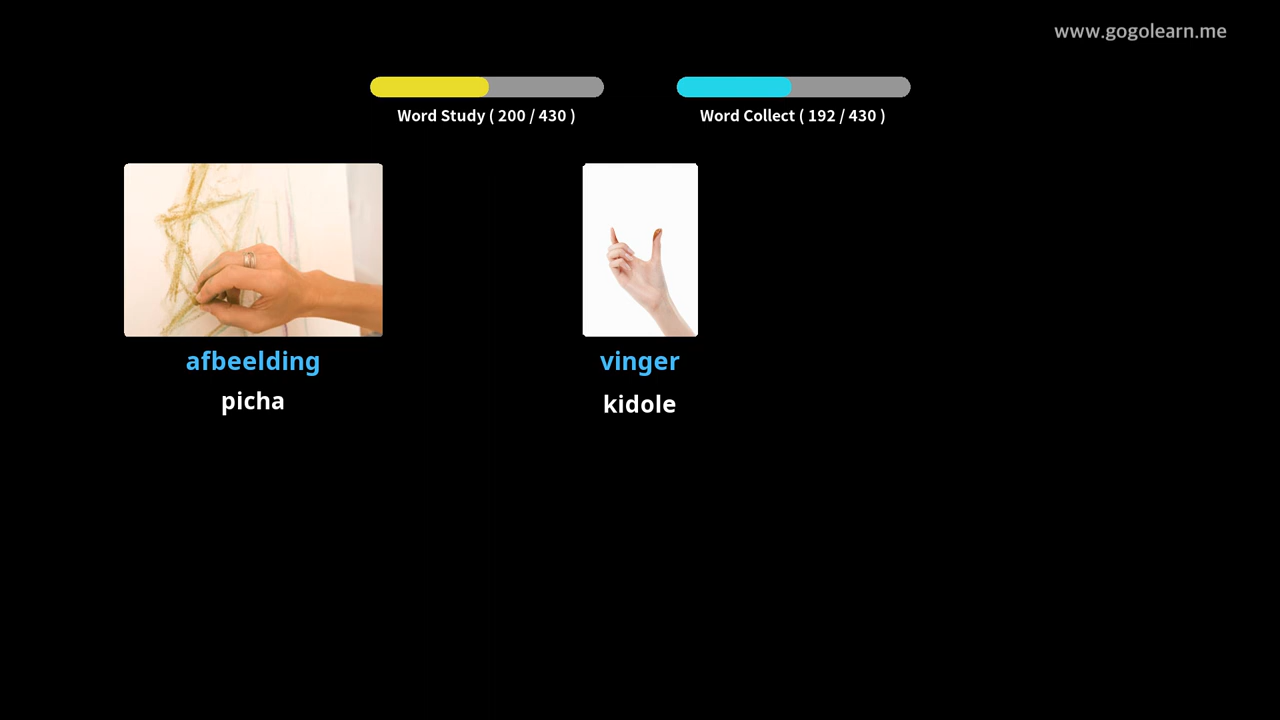 www.gogolearn.me
Word Study ( 200 / 430 )
Word Collect ( 192 / 430 )
afbeelding
picha
vinger
kidole